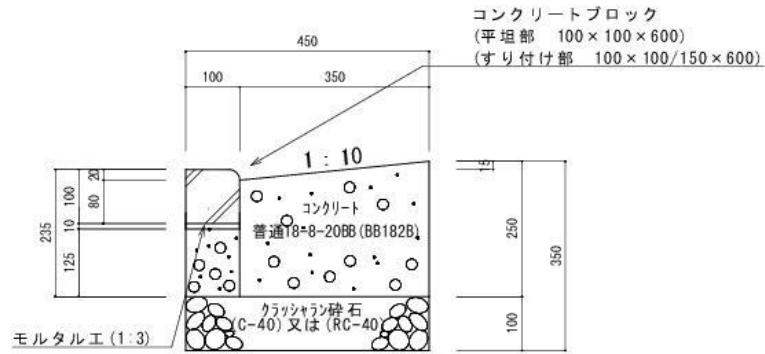 コンクリートブロック
(平坦部 100×100×600)
(すり付け部 100×100/150×600)
450
100
350
1 : 10
15
20
100
80
10
235
125
250
350
100
コンクリート
普通18-8-20BB(BB182B)
クラッシャラン砕石
(C-40)又は(RC-40)
モルタル工(1:3)